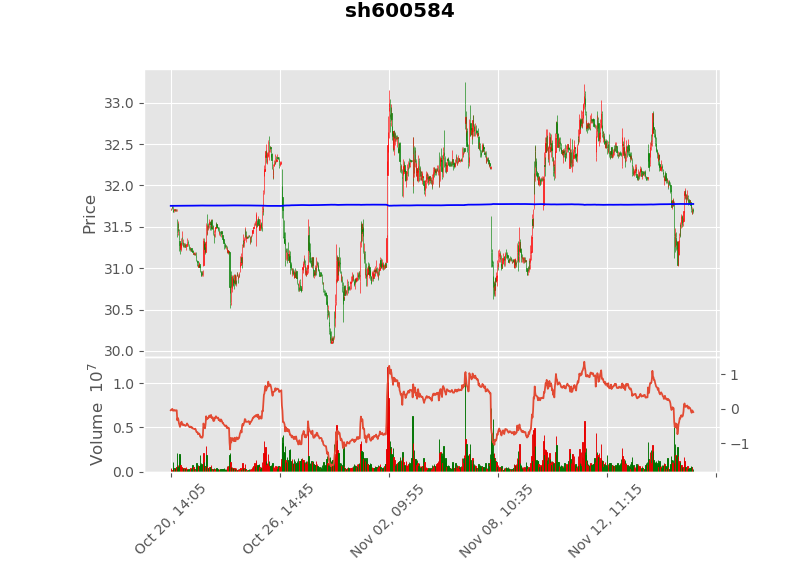 sh600584
33.0
32.5
32.0
31.5
31.0
30.5
30.0
Price
1.0
0.5
0.0
Volume 10^7
1
0
−1
Oct 20, 14:05
Oct 26, 14:45
Nov 02, 09:55
Nov 08, 10:35
Nov 12, 11:15